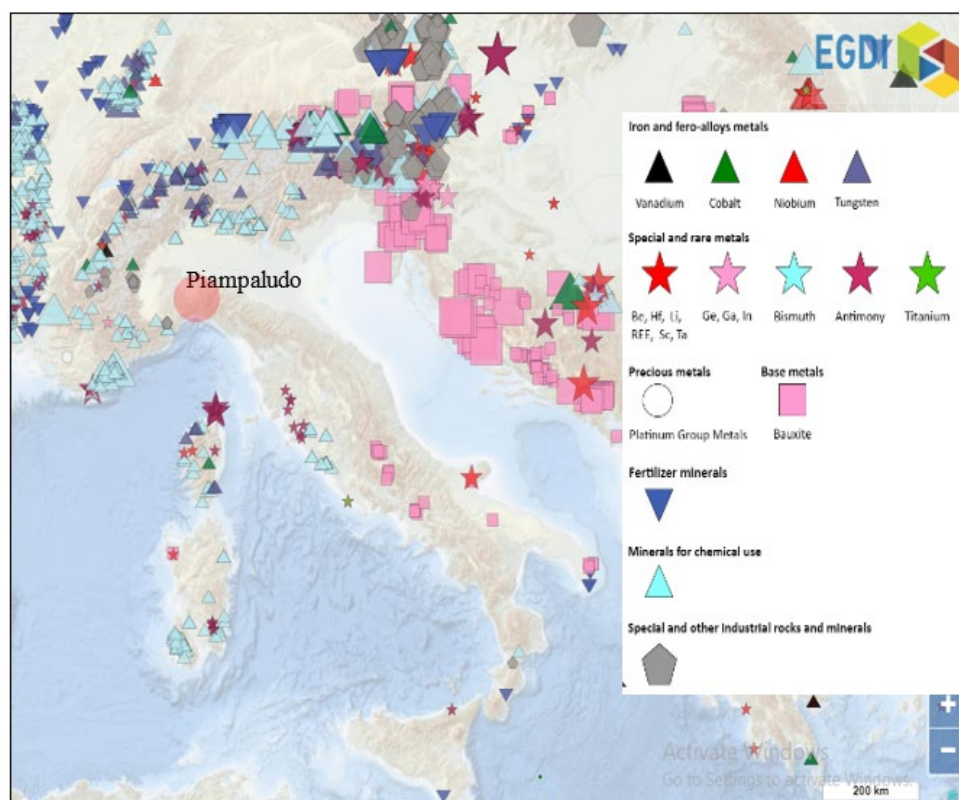 EGDI
Iron and fero-alloys metals
Vanadium Cobalt Niobium Tungsten
Special and rare metals
Be, Hf, Li, REE, Sc, Ta
Ge, Ga, In
Bismuth
Antimony
Titanium
Precious metals
Platinum Group Metals
Base metals
Bauxite
Fertilizer minerals
Minerals for chemical use
Special and other industrial rocks and minerals
Piampaludo
+
Activate Windows
−
Go to Settings to activate Windows.
200 km